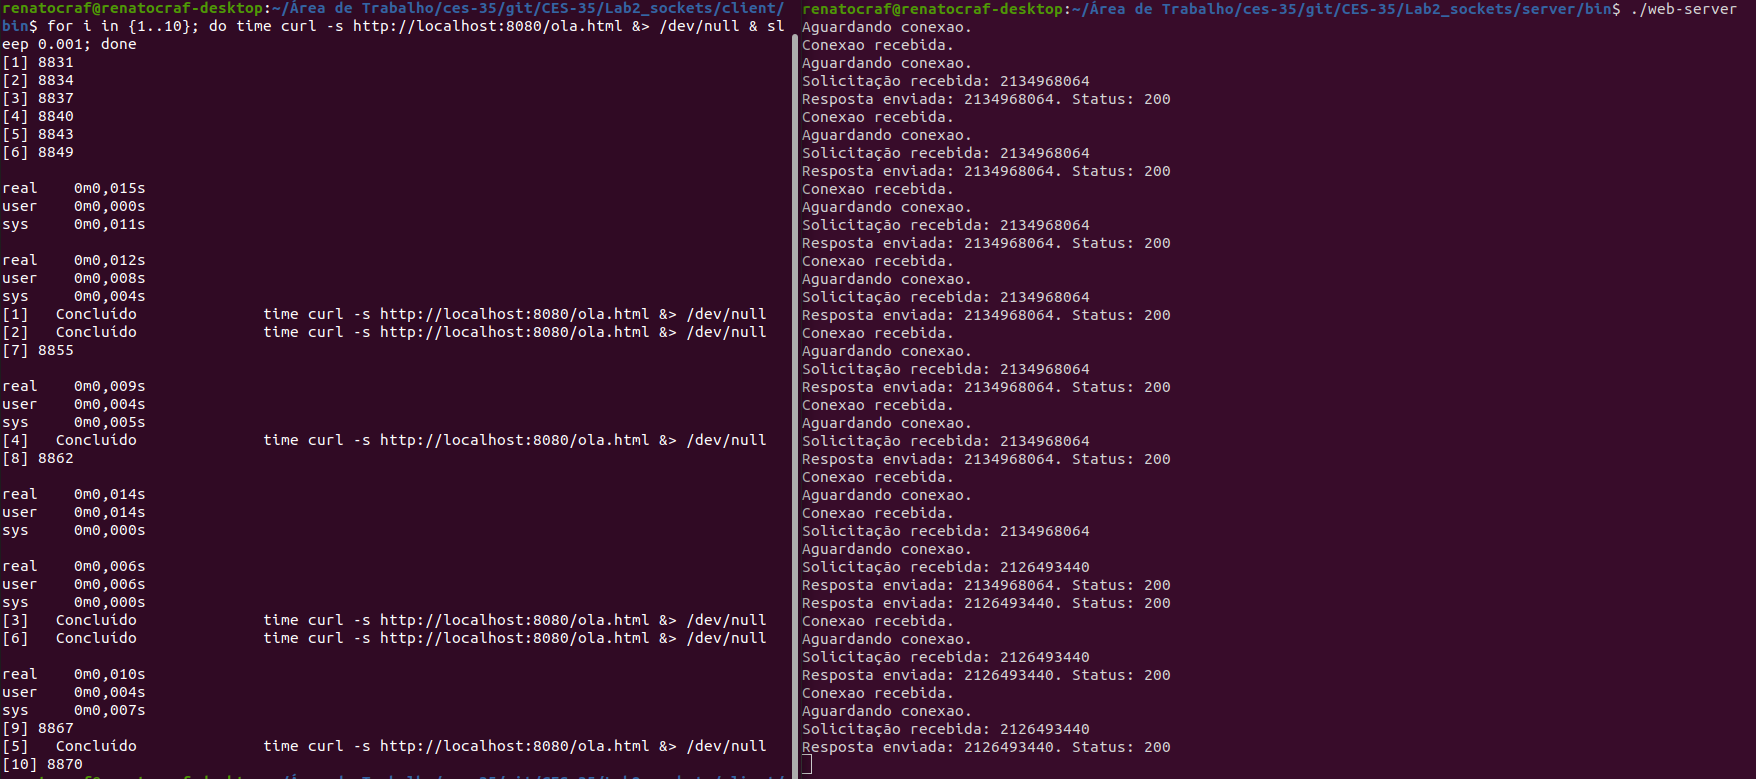 renatocraf@renatocraf-desktop:~/Área de Trabalho/ces-35/git/CES-35/Lab2_sockets/client/
bin$ for i in {1..10}; do time curl -s http://localhost:8080/ola.html &> /dev/null & sl
eep 0.001; done
[1] 8831
[2] 8834
[3] 8837
[4] 8840
[5] 8843
[6] 8849
real    0m0,015s
user    0m0,000s
sys     0m0,011s
real    0m0,012s
user    0m0,008s
sys     0m0,004s
[1]   Concluído              time curl -s http://localhost:8080/ola.html &> /dev/null
[2]   Concluído              time curl -s http://localhost:8080/ola.html &> /dev/null
[7] 8855
real    0m0,009s
user    0m0,004s
sys     0m0,005s
[4]   Concluído              time curl -s http://localhost:8080/ola.html &> /dev/null
[8] 8862
real    0m0,014s
user    0m0,014s
sys     0m0,000s
real    0m0,006s
user    0m0,006s
sys     0m0,000s
[3]   Concluído              time curl -s http://localhost:8080/ola.html &> /dev/null
[6]   Concluído              time curl -s http://localhost:8080/ola.html &> /dev/null
real    0m0,010s
user    0m0,004s
sys     0m0,007s
[9] 8867
[5]   Concluído              time curl -s http://localhost:8080/ola.html &> /dev/null
[10] 8870
renatocraf@renatocraf-desktop:~/Área de Trabalho/ces-35/git/CES-35/Lab2_sockets/client/
renatocraf@renatocraf-desktop:~/Área de Trabalho/ces-35/git/CES-35/Lab2_sockets/server/bin$ ./web-server
Aguardando conexao.
Conexao recebida.
Aguardando conexao.
Solicitação recebida: 2134968064
Resposta enviada: 2134968064. Status: 200
Conexao recebida.
Aguardando conexao.
Solicitação recebida: 2134968064
Resposta enviada: 2134968064. Status: 200
Conexao recebida.
Aguardando conexao.
Solicitação recebida: 2134968064
Resposta enviada: 2134968064. Status: 200
Conexao recebida.
Aguardando conexao.
Solicitação recebida: 2134968064
Resposta enviada: 2134968064. Status: 200
Conexao recebida.
Aguardando conexao.
Solicitação recebida: 2134968064
Resposta enviada: 2134968064. Status: 200
Conexao recebida.
Aguardando conexao.
Solicitação recebida: 2134968064
Resposta enviada: 2134968064. Status: 200
Conexao recebida.
Aguardando conexao.
Conexao recebida.
Solicitação recebida: 2134968064
Aguardando conexao.
Solicitação recebida: 2126493440
Resposta enviada: 2134968064. Status: 200
Resposta enviada: 2126493440. Status: 200
Conexao recebida.
Aguardando conexao.
Solicitação recebida: 2126493440
Resposta enviada: 2126493440. Status: 200
Conexao recebida.
Aguardando conexao.
Solicitação recebida: 2126493440
Resposta enviada: 2126493440. Status: 200